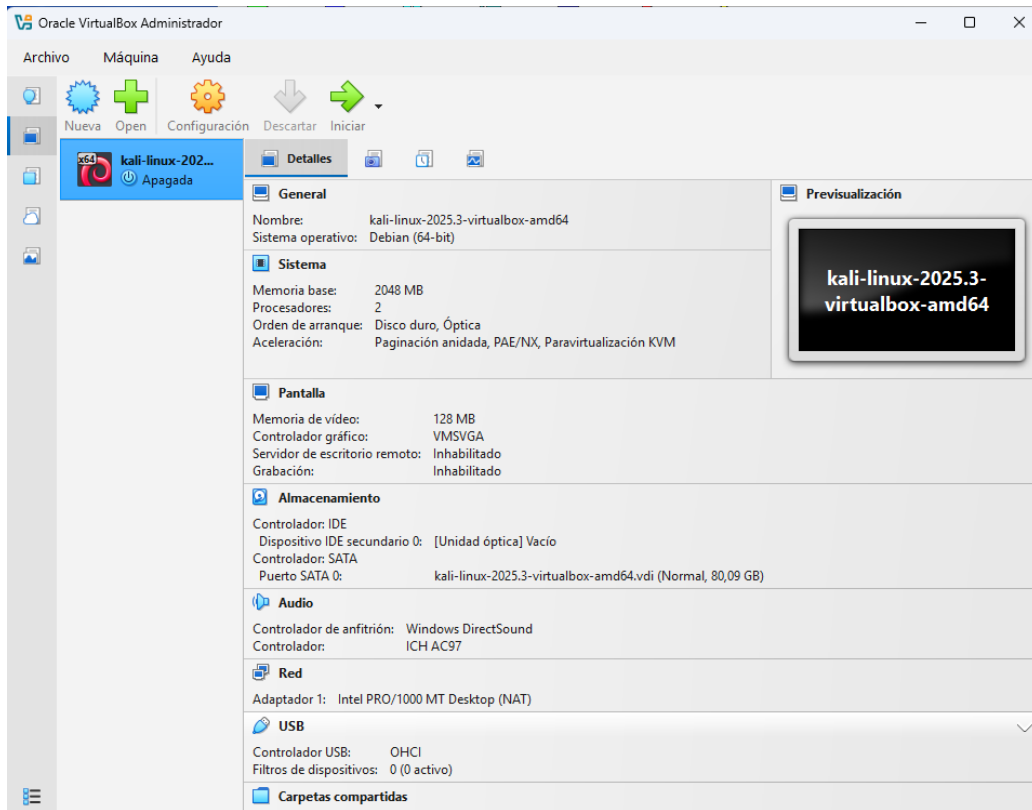 Oracle VirtualBox Administrador
Archivo Máquina Ayuda
Nueva Open Configuración Descartar Iniciar
x64
kali-linux-202...
Apagada
Detalles
General
Nombre: kali-linux-2025.3-virtualbox-amd64
Sistema operativo: Debian (64-bit)
Sistema
Memoria base: 2048 MB
Procesadores: 2
Orden de arranque: Disco duro, Óptica
Aceleración: Paginación anidada, PAE/NX, Paravirtualización KVM
Previsualización
kali-linux-2025.3-
virtualbox-amd64
Pantalla
Memoria de vídeo: 128 MB
Controlador gráfico: VMSVGA
Servidor de escritorio remoto: Inhabilitado
Grabación: Inhabilitado
Almacenamiento
Controlador: IDE
Dispositivo IDE secundario 0: [Unidad óptica] Vacío
Controlador: SATA
Puerto SATA 0: kali-linux-2025.3-virtualbox-amd64.vdi (Normal, 80,09 GB)
Audio
Controlador de anfitrión: Windows DirectSound
Controlador: ICH AC97
Red
Adaptador 1: Intel PRO/1000 MT Desktop (NAT)
USB
Controlador USB: OHCI
Filtros de dispositivos: 0 (0 activo)
Carpetas compartidas